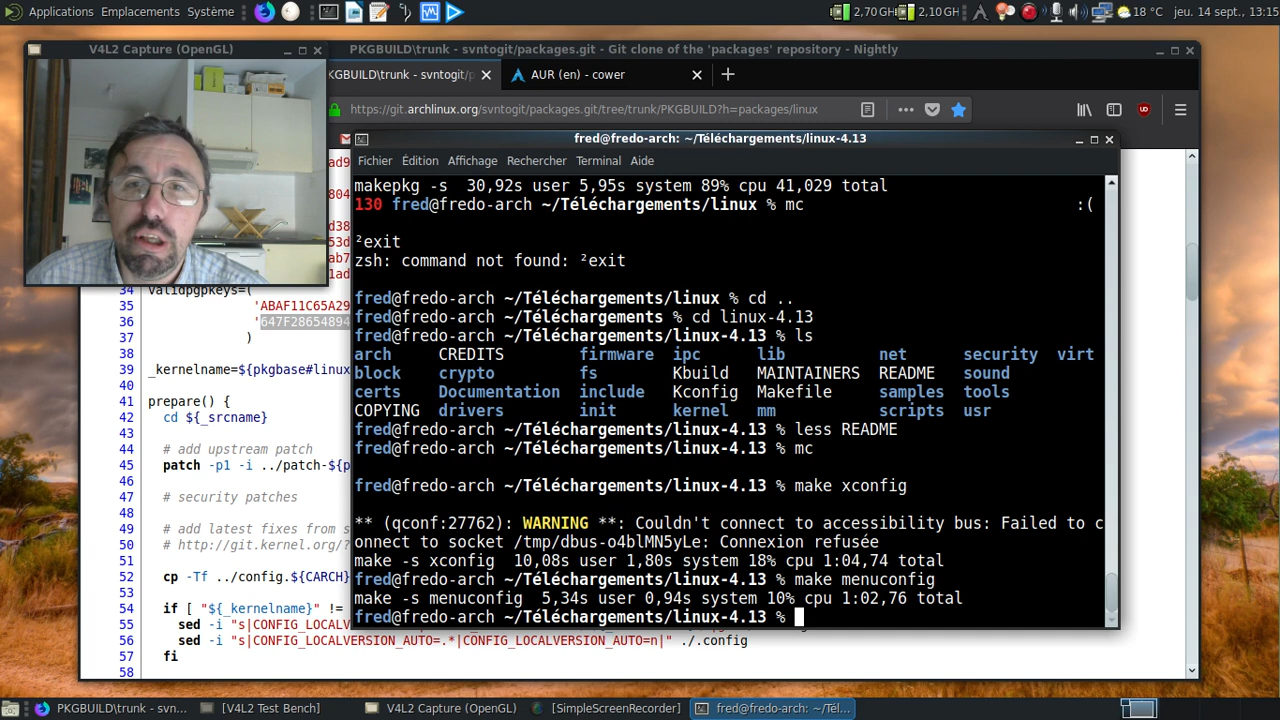 Applications Emplacements Système 2,70 GHz 2,10 GHz 18 °C jeu. 14 sept., 13:15
V4L2 Capture (OpenGL)
PKGBUILD\trunk - svntogit/packages.git - Git clone of the 'packages' repository - Nightly
KGBUILD\trunk - svntogit/p
AUR (en) - cower
https://git.archlinux.org/svntogit/packages.git/tree/trunk/PKGBUILD?h=packages/linux
fred@fredo-arch: ~/Téléchargements/linux-4.13
Fichier Édition Affichage Rechercher Terminal Aide
makepkg -s 30,92s user 5,95s system 89% cpu 41,029 total
130 fred@fredo-arch ~/Téléchargements/linux % mc :(
²exit
zsh: command not found: ²exit
fred@fredo-arch ~/Téléchargements/linux % cd ..
fred@fredo-arch ~/Téléchargements % cd linux-4.13
fred@fredo-arch ~/Téléchargements/linux-4.13 % ls
arch CREDITS firmware ipc lib net security virt
block crypto fs Kbuild MAINTAINERS README sound
certs Documentation include Kconfig Makefile samples tools
COPYING drivers init kernel mm scripts usr
fred@fredo-arch ~/Téléchargements/linux-4.13 % less README
fred@fredo-arch ~/Téléchargements/linux-4.13 % mc
fred@fredo-arch ~/Téléchargements/linux-4.13 % make xconfig
** (qconf:27762): WARNING **: Couldn't connect to accessibility bus: Failed to c
onnect to socket /tmp/dbus-o4blMN5yLe: Connexion refusée
make -s xconfig 10,08s user 1,80s system 18% cpu 1:04,74 total
fred@fredo-arch ~/Téléchargements/linux-4.13 % make menuconfig
make -s menuconfig 5,34s user 0,94s system 10% cpu 1:02,76 total
fred@fredo-arch ~/Téléchargements/linux-4.13 %
ad9
804
d38
53d
ab7
1ad
34 validpgpkeys=(
35 'ABAF11C65A29
36 '647F28654894
37 )
38
39 _kernelname=${pkgbase#linux
40
41 prepare() {
42 cd ${_srcname}
43
44 # add upstream patch
45 patch -p1 -i ../patch-${p
46
47 # security patches
48
49 # add latest fixes from s
50 # http://git.kernel.org/?
51
52 cp -Tf ../config.${CARCH}
53
54 if [ "${_kernelname}" !=
55 sed -i "s|CONFIG_LOCALV
56 sed -i "s|CONFIG_LOCALVERSION_AUTO=.*|CONFIG_LOCALVERSION_AUTO=n|" ./.config
57 fi
58
PKGBUILD\trunk - svn... [V4L2 Test Bench] V4L2 Capture (OpenGL) [SimpleScreenRecorder] fred@fredo-arch: ~/Tél...